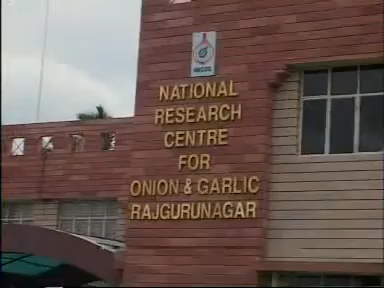 NATIONAL
RESEARCH
CENTRE
FOR
ONION & GARLIC
RAJGURUNAGAR